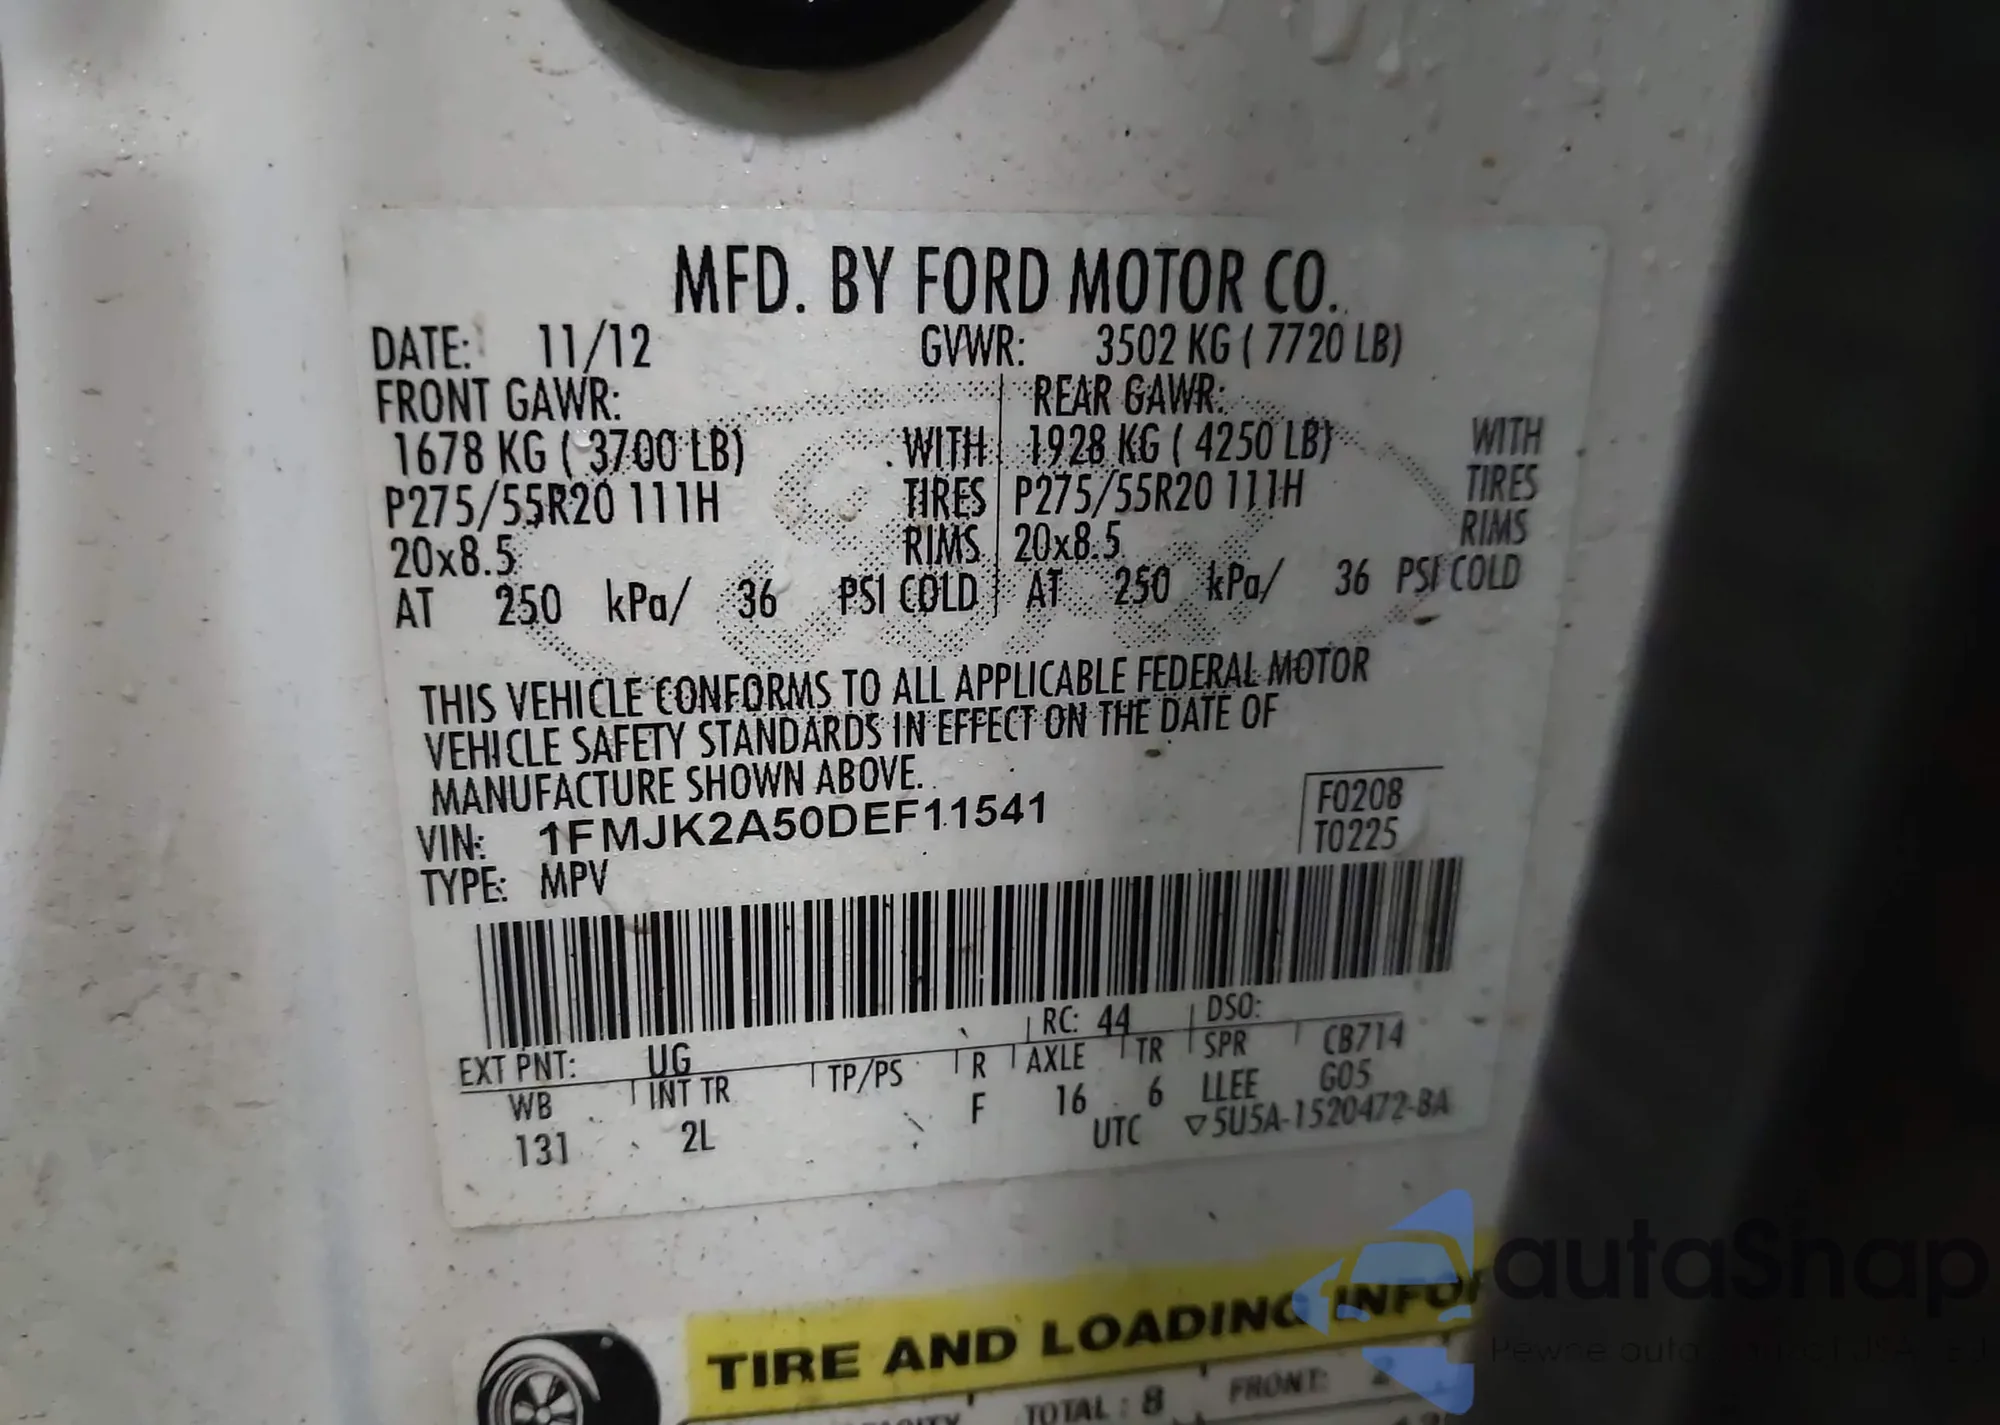 MFD. BY FORD MOTOR CO.
DATE: 11/12 GVWR: 3502 KG ( 7720 LB)
FRONT GAWR: REAR GAWR:
1678 KG ( 3700 LB) WITH 1928 KG ( 4250 LB) WITH
P275/55R20 111H TIRES P275/55R20 111H TIRES
20x8.5 RIMS 20x8.5 RIMS
AT 250 kPa/ 36 PSI COLD AT 250 kPa/ 36 PSI COLD
THIS VEHICLE CONFORMS TO ALL APPLICABLE FEDERAL MOTOR
VEHICLE SAFETY STANDARDS IN EFFECT ON THE DATE OF
MANUFACTURE SHOWN ABOVE.
VIN: 1FMJK2A50DEF11541
F0208
T0225
TYPE: MPV
EXT PNT: UG RC: 44 DSO:
WB INT TR TP/PS R AXLE TR SPR CB714
131 2L F 16 6 LLEE G05
UTC ▽5U5A-1520472-BA
TIRE AND LOADING INFOR
TOTAL : 8 FRONT: 2
autaSnap
Pewne auto